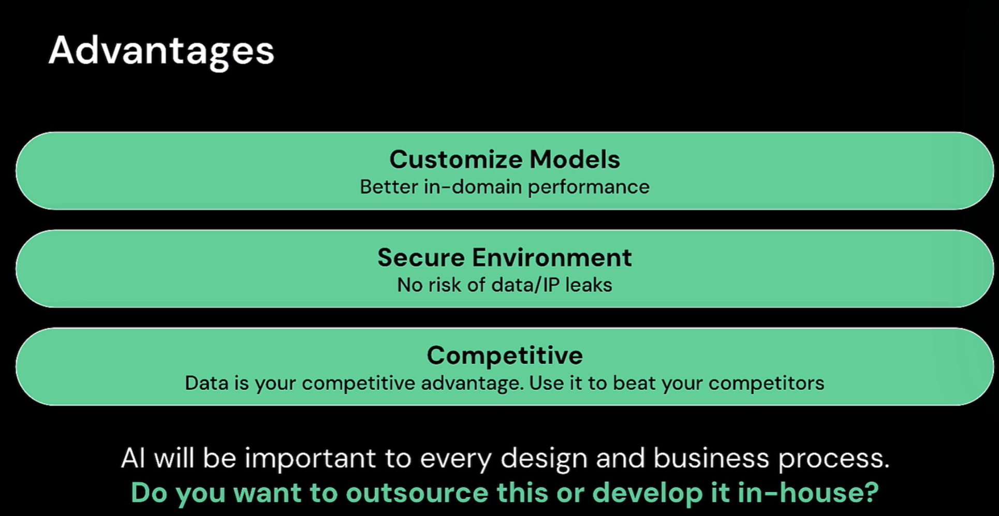 Advantages
Customize Models
Better in-domain performance
Secure Environment
No risk of data/IP leaks
Competitive
Data is your competitive advantage. Use it to beat your competitors
AI will be important to every design and business process.
Do you want to outsource this or develop it in-house?